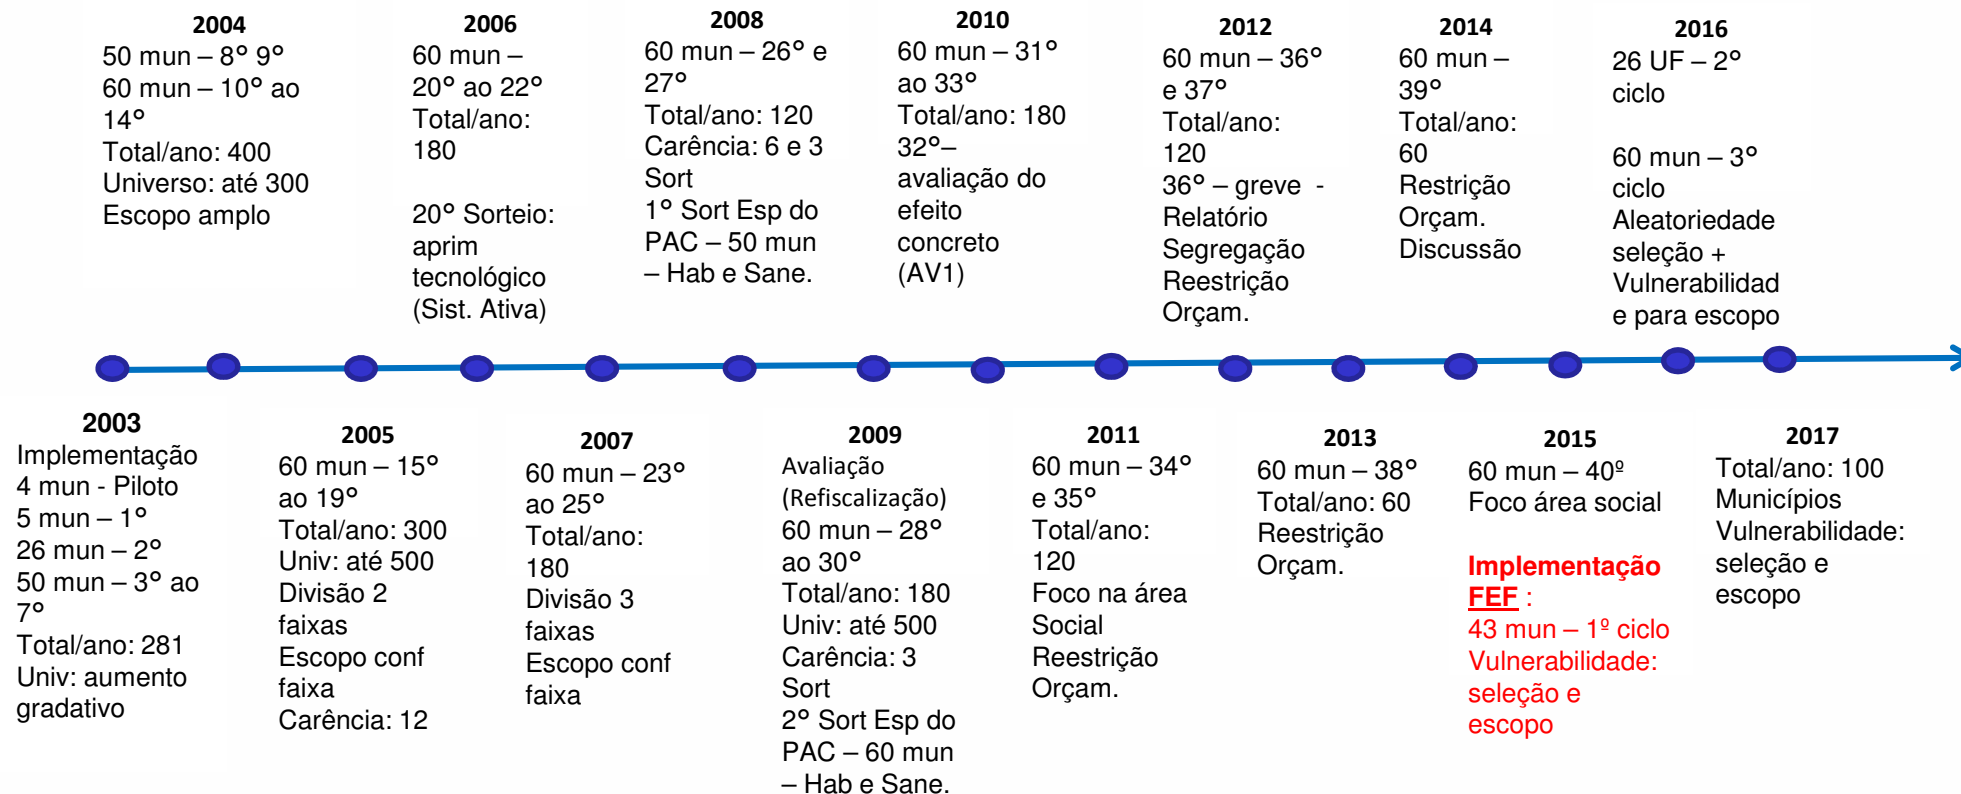 2004
50 mun – 8° 9°
60 mun – 10° ao
14°
Total/ano: 400
Universo: até 300
Escopo amplo
2006
60 mun –
20° ao 22°
Total/ano:
180
20° Sorteio:
aprim
tecnológico
(Sist. Ativa)
2008
60 mun – 26° e
27°
Total/ano: 120
Carência: 6 e 3
Sort
1° Sort Esp do
PAC – 50 mun
– Hab e Sane.
2010
60 mun – 31°
ao 33°
Total/ano: 180
32°–
avaliação do
efeito
concreto
(AV1)
2012
60 mun – 36°
e 37°
Total/ano:
120
36° – greve -
Relatório
Segregação
Reestrição
Orçam.
2014
60 mun –
39°
Total/ano:
60
Restrição
Orçam.
Discussão
2016
26 UF – 2°
ciclo
60 mun – 3°
ciclo
Aleatoriedade
seleção +
Vulnerabilidad
e para escopo
2003
Implementação
4 mun - Piloto
5 mun – 1°
26 mun – 2°
50 mun – 3° ao
7°
Total/ano: 281
Univ: aumento
gradativo
2005
60 mun – 15°
ao 19°
Total/ano: 300
Univ: até 500
Divisão 2
faixas
Escopo conf
faixa
Carência: 12
2007
60 mun – 23°
ao 25°
Total/ano:
180
Divisão 3
faixas
Escopo conf
faixa
2009
Avaliação
(Refiscalização)
60 mun – 28°
ao 30°
Total/ano: 180
Univ: até 500
Carência: 3
Sort
2° Sort Esp do
PAC – 60 mun
– Hab e Sane.
2011
60 mun – 34°
e 35°
Total/ano:
120
Foco na área
Social
Reestrição
Orçam.
2013
60 mun – 38°
Total/ano: 60
Reestrição
Orçam.
2015
60 mun – 40º
Foco área social
Implementação
FEF :
43 mun – 1º ciclo
Vulnerabilidade:
seleção e
escopo
2017
Total/ano: 100
Municípios
Vulnerabilidade:
seleção e
escopo